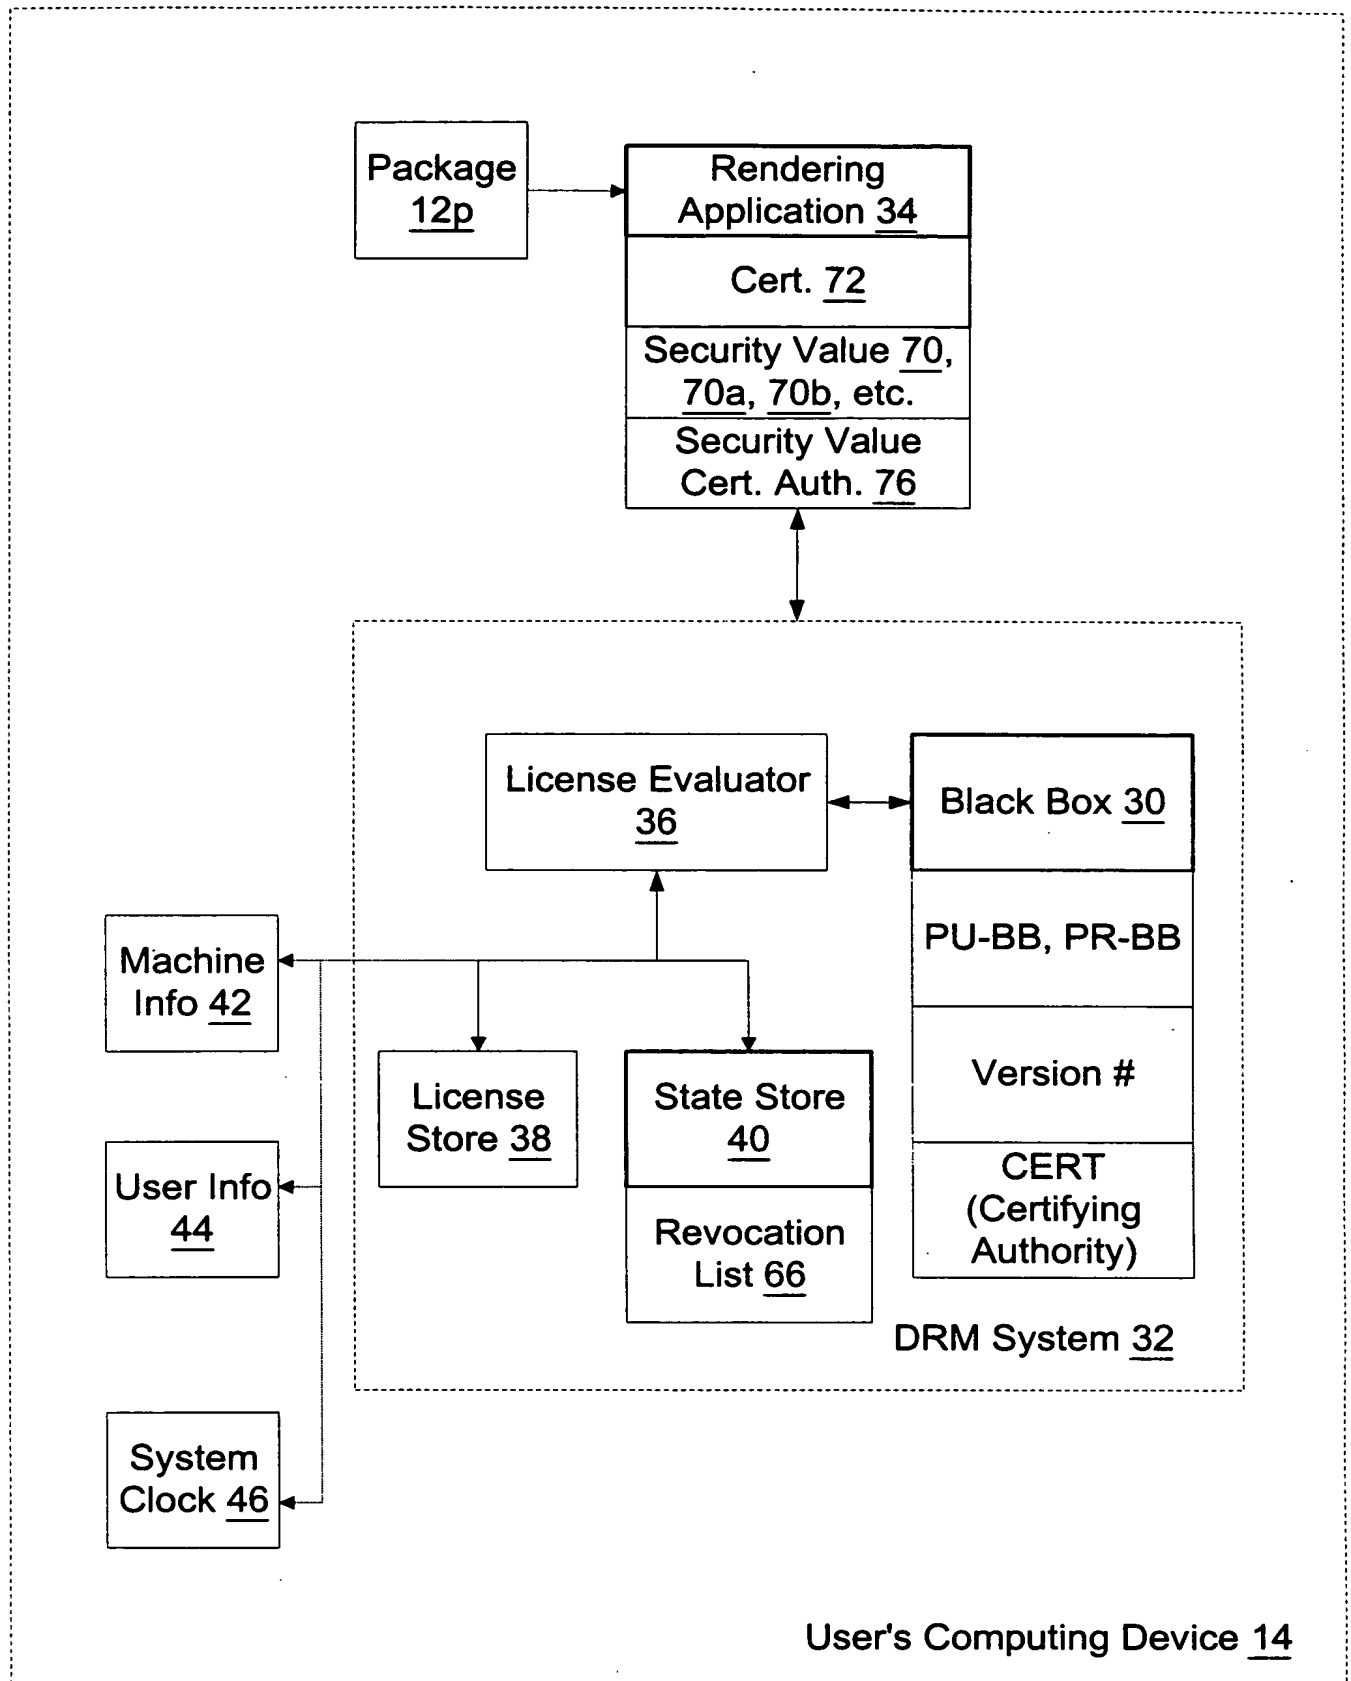 Package
12p
Rendering
Application 34
Cert. 72
Security Value 70,
70a, 70b, etc.
Security Value
Cert. Auth. 76
License Evaluator
36
Black Box 30
PU-BB, PR-BB
Version #
CERT
(Certifying
Authority)
Machine
Info 42
License
Store 38
State Store
40
Revocation
List 66
User Info
44
DRM System 32
System
Clock 46
User's Computing Device 14